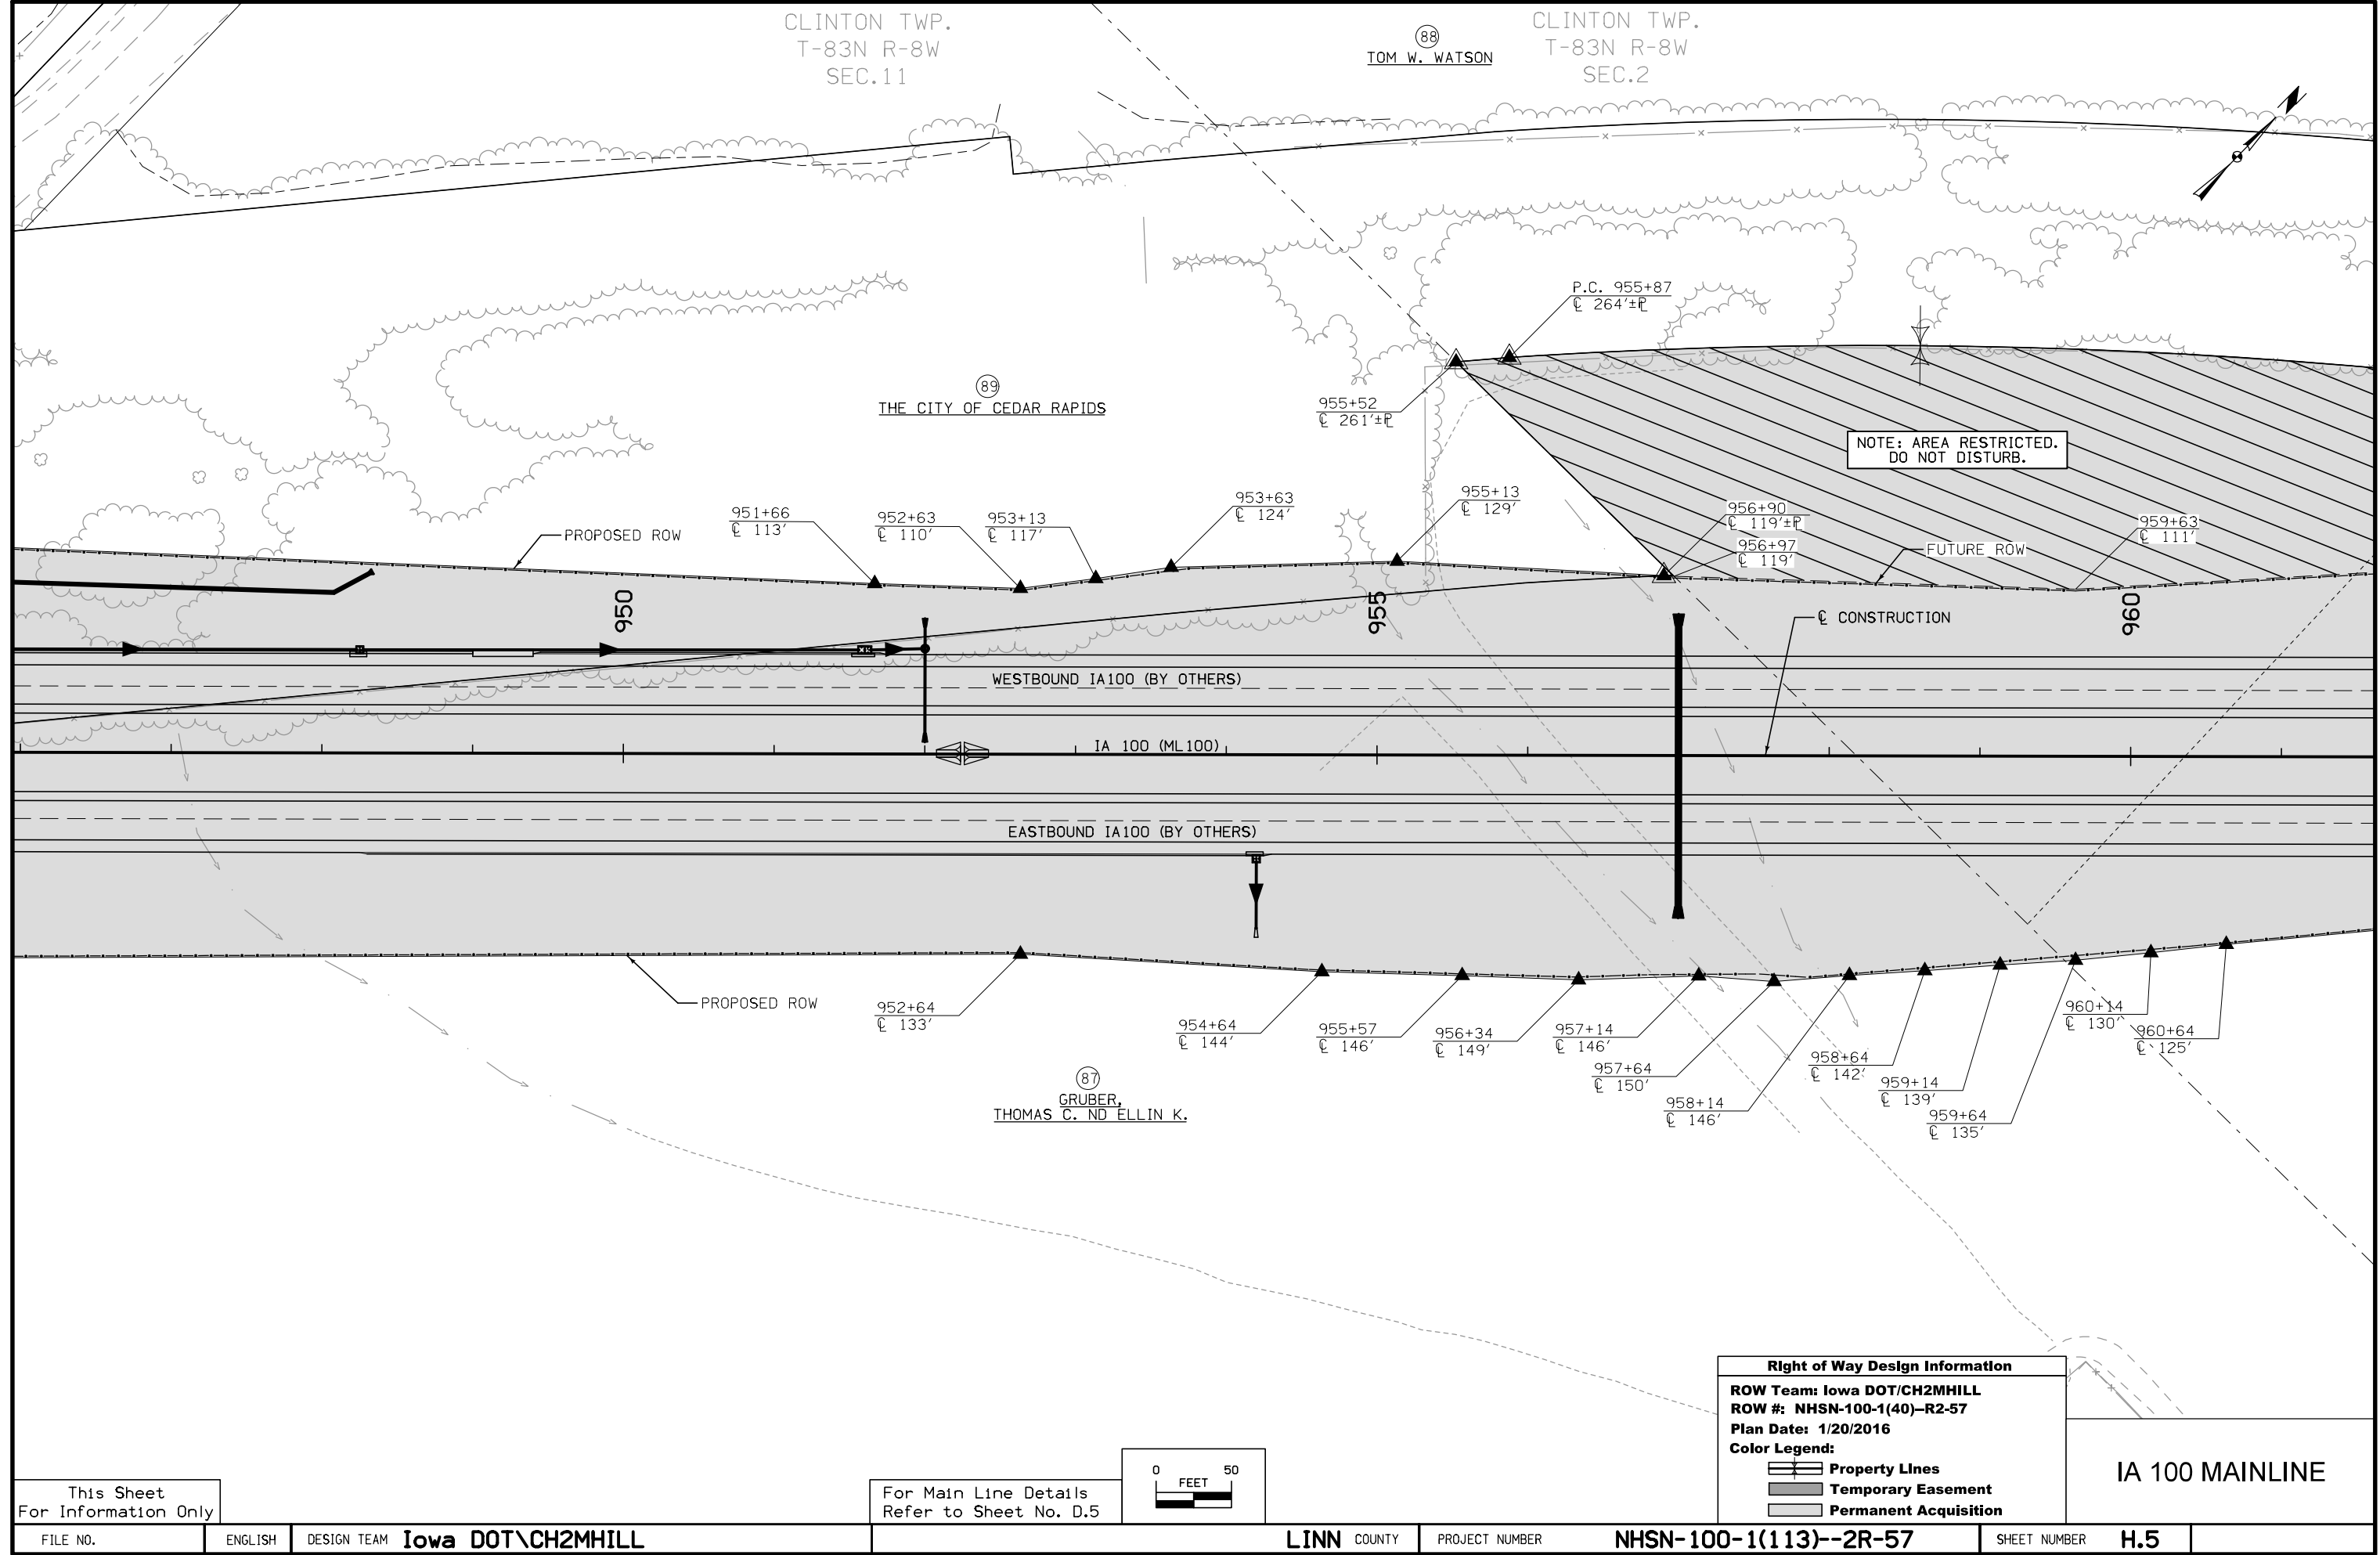 CLINTON TWP.
T-83N R-8W
SEC.11
88
TOM W. WATSON
CLINTON TWP.
T-83N R-8W
SEC.2
P.C. 955+87
℄ 264'±℄
89
THE CITY OF CEDAR RAPIDS
955+52
℄ 261'±℄
NOTE: AREA RESTRICTED.
DO NOT DISTURB.
PROPOSED ROW
951+66
℄ 113'
952+63
℄ 110'
953+13
℄ 117'
953+63
℄ 124'
955+13
℄ 129'
956+90
℄ 119'±℄
956+97
℄ 119'
FUTURE ROW
959+63
℄ 111'
950
955
960
℄ CONSTRUCTION
WESTBOUND IA100 (BY OTHERS)
IA 100 (ML100)
EASTBOUND IA100 (BY OTHERS)
PROPOSED ROW
952+64
℄ 133'
954+64
℄ 144'
955+57
℄ 146'
956+34
℄ 149'
957+14
℄ 146'
957+64
℄ 150'
958+14
℄ 146'
958+64
℄ 142'
959+14
℄ 139'
959+64
℄ 135'
960+14
℄ 130'
960+64
℄ 125'
87
GRUBER,
THOMAS C. ND ELLIN K.
Right of Way Design Information
ROW Team: Iowa DOT/CH2MHILL
ROW #: NHSN-100-1(40)--R2-57
Plan Date: 1/20/2016
Color Legend:
Property Lines
Temporary Easement
Permanent Acquisition
IA 100 MAINLINE
This Sheet
For Information Only
For Main Line Details
Refer to Sheet No. D.5
0 50
FEET
FILE NO. ENGLISH DESIGN TEAM Iowa DOT\CH2MHILL LINN COUNTY PROJECT NUMBER NHSN-100-1(113)--2R-57 SHEET NUMBER H.5